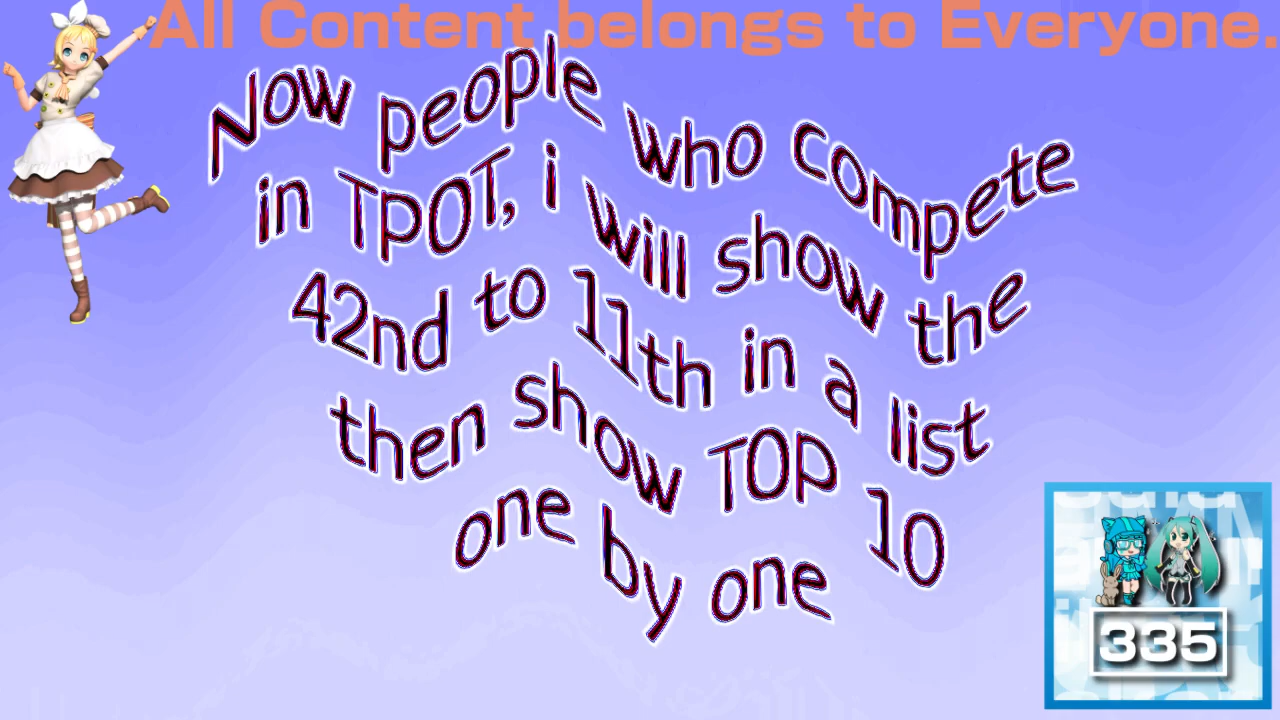 All Content belongs to Everyone.
Now people who compete
in TPOT, i will show the
42nd to 11th in a list
then show TOP 10
one by one
335